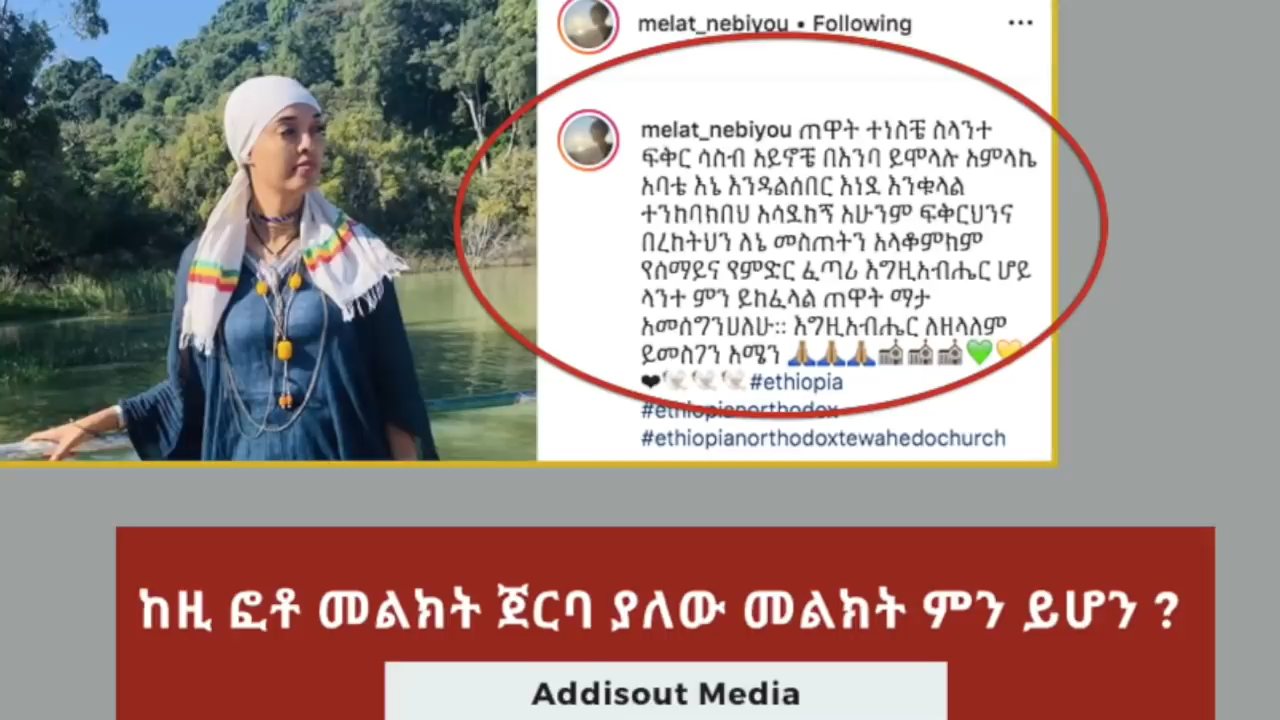 melat_nebiyou • Following
melat_nebiyou ጠዋት ተነስቼ ስላንተ
ፍቅር ሳስብ አይኖቼ በእንባ ይሞላሉ አምላኬ
አባቴ እኔ እንዳልሰበር እነደ እንቁላል
ተንከባክበህ አሳደከኝ አሁንም ፍቅርህንና
በረከትህን ለኔ መስጠትን አላቆምክም
የሰማይና የምድር ፈጣሪ እግዚአብሔር ሆይ
ላንተ ምን ይከፈላል ጠዋት ማታ
አመሰግንሀለሁ። እግዚአብሔር ለዘላለም
ይመስገን አሜን 🙏🏽🙏🏽🙏🏽📻📻📻💚💛
❤🕊🕊🕊 #ethiopia
#ethiopianorthodox
#ethiopianorthodoxtewahedochurch
ከዚ ፎቶ መልክት ጀርባ ያለው መልክት ምን ይሆን ?
Addisout Media